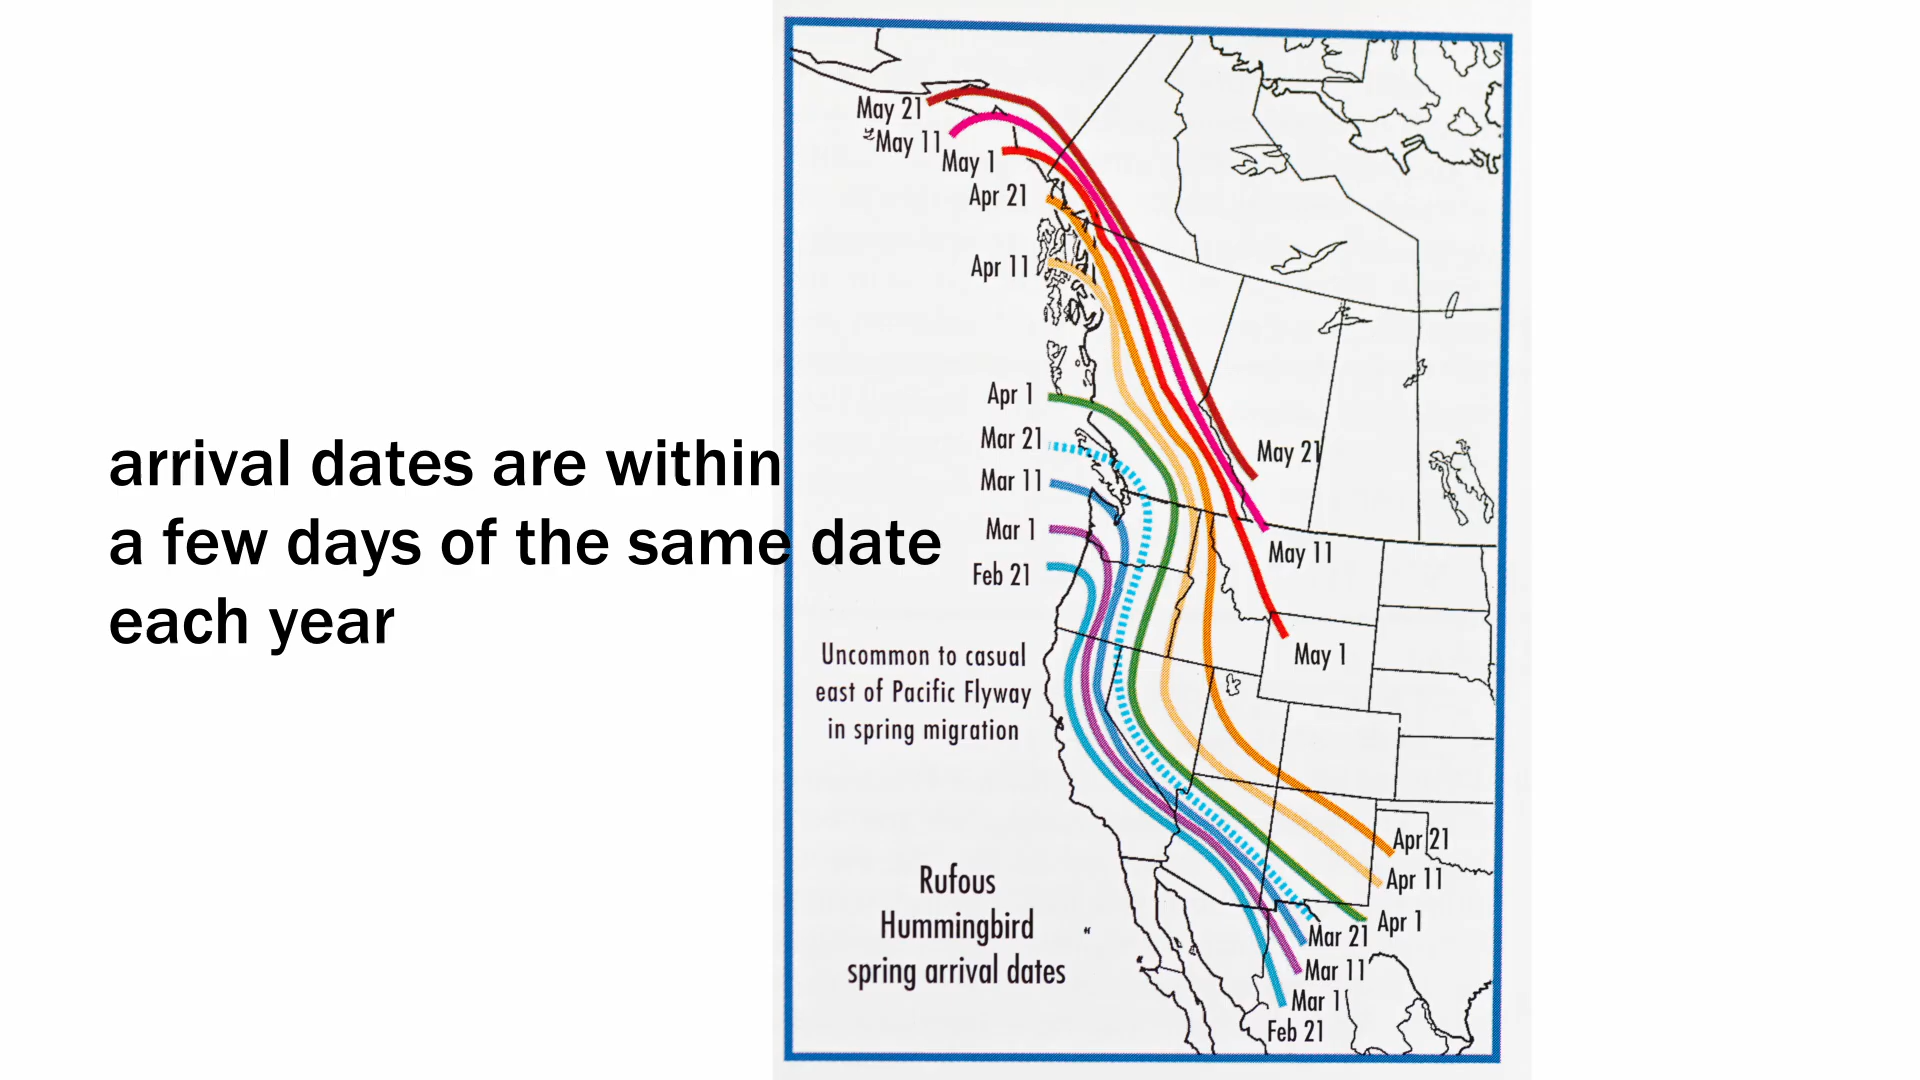 arrival dates are within
a few days of the same date
each year
May 21
May 11
May 1
Apr 21
Apr 11
Apr 1
Mar 21
Mar 11
Mar 1
Feb 21
May 21
May 11
May 1
Uncommon to casual
east of Pacific Flyway
in spring migration
Apr 21
Apr 11
Apr 1
Mar 21
Mar 11
Mar 1
Feb 21
Rufous
Hummingbird
spring arrival dates